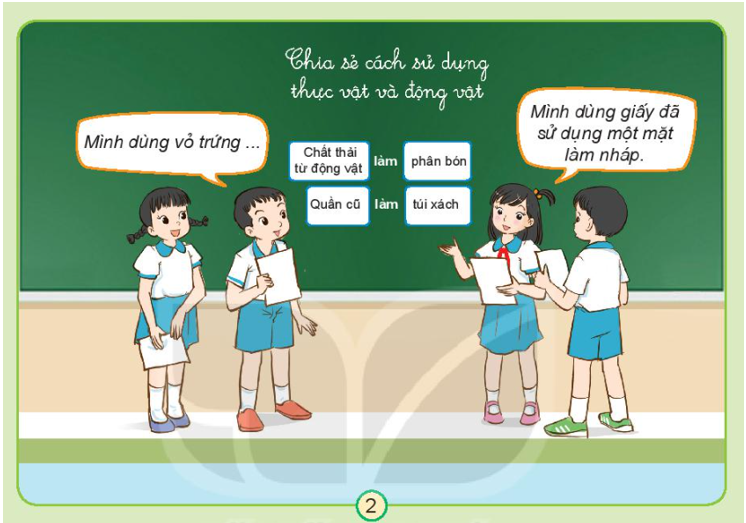 Chia sẻ cách sử dụng
thực vật và động vật
Mình dùng vỏ trứng ...
Mình dùng giấy đã
sử dụng một mặt
làm nháp.
Chất thải
từ động vật làm phân bón
Quần cũ làm túi xách
2